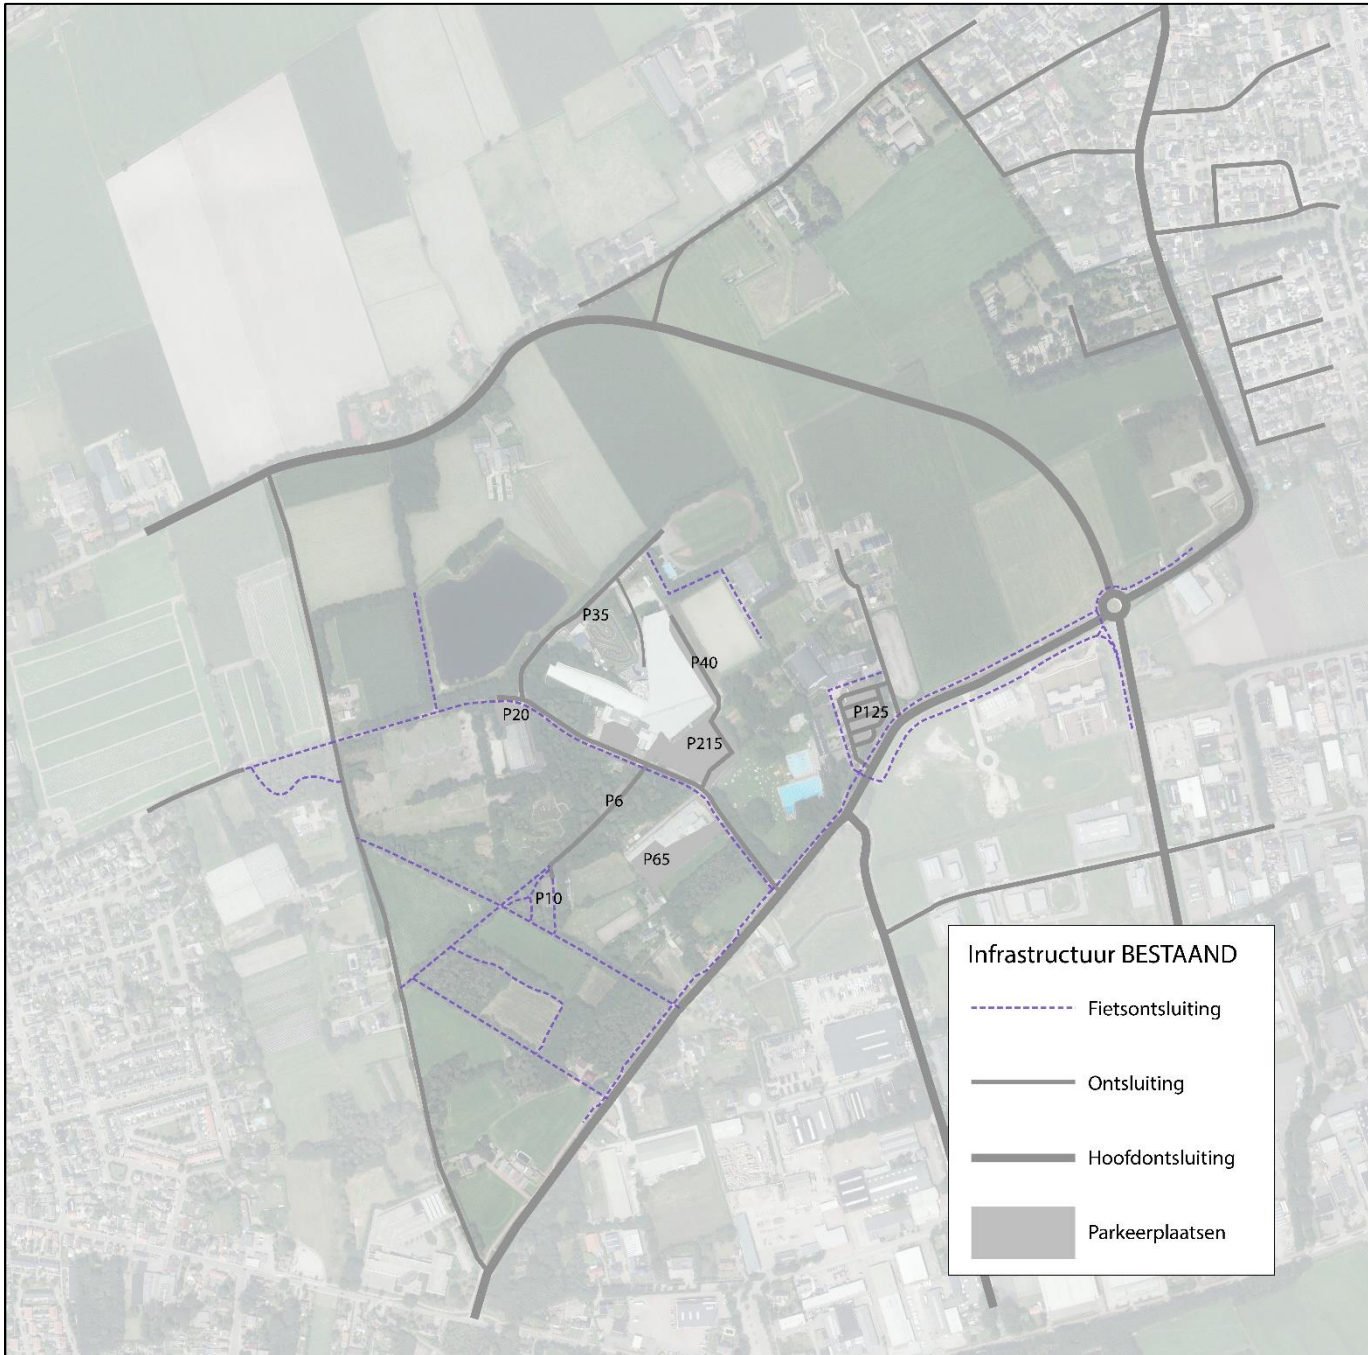 P35
P40
P20
P125
P215
P6
P65
P10
Infrastructuur BESTAAND
Fietsontsluiting
Ontsluiting
Hoofdontsluiting
Parkeerplaatsen